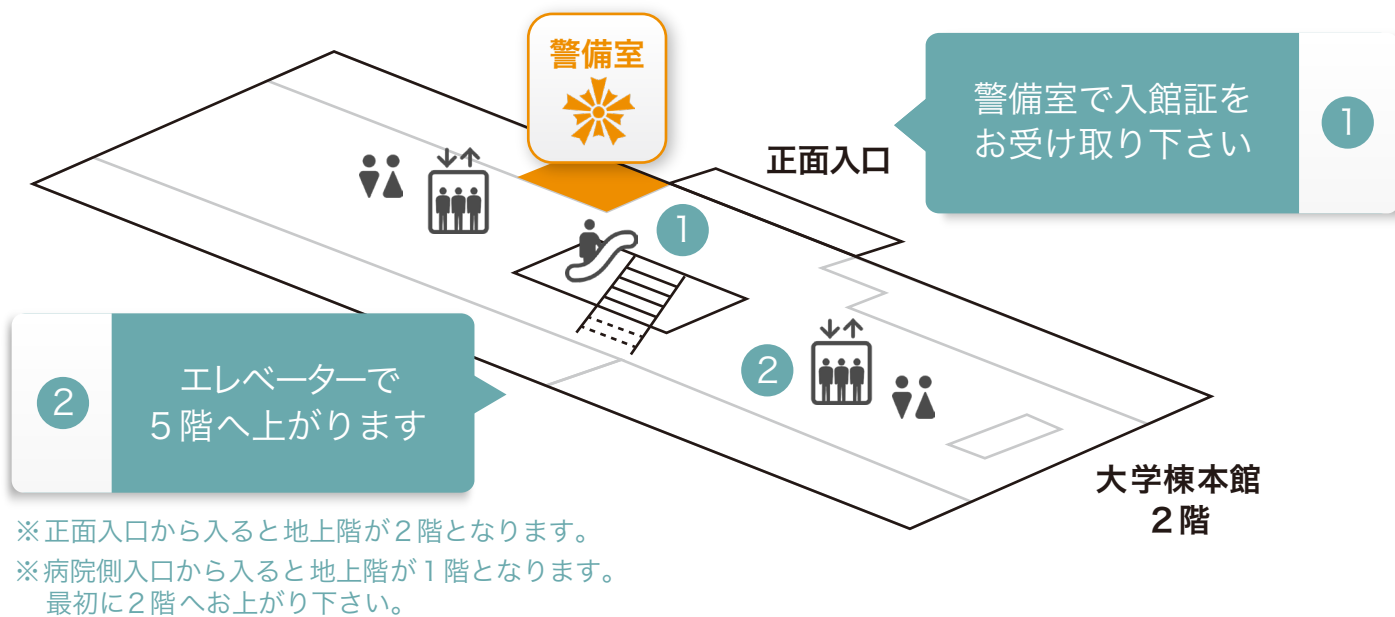 警備室
正面入口
警備室で入館証を
お受け取り下さい
1
1
2
2
エレベーターで
5階へ上がります
大学棟本館
2階
※正面入口から入ると地上階が2階となります。
※病院側入口から入ると地上階が1階となります。
最初に2階へお上がり下さい。